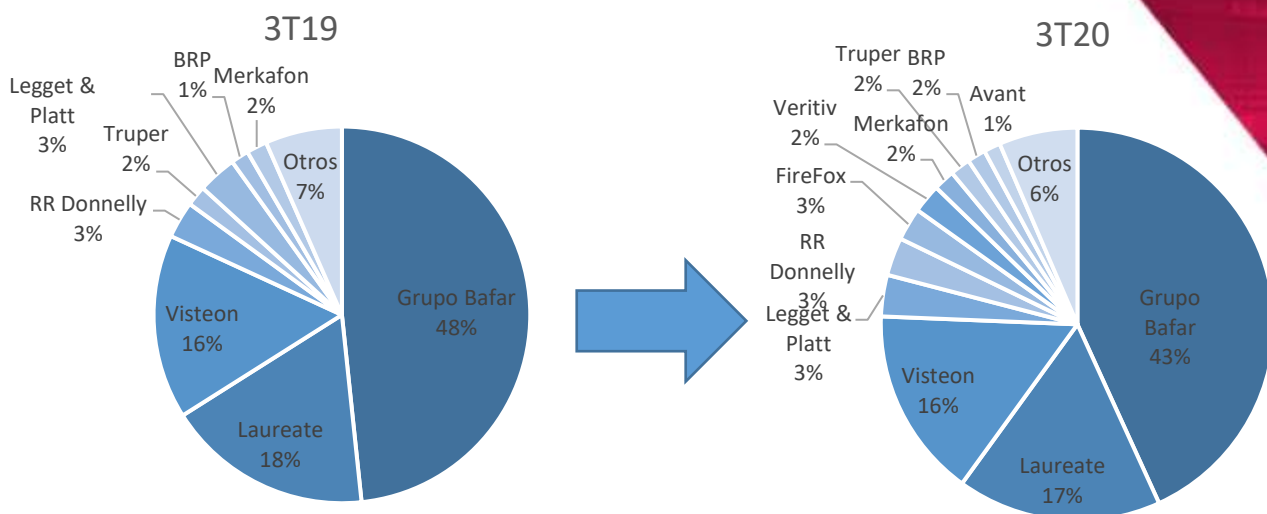 3T19
BRP
1%
Merkafon
2%
Legget &
Platt
3%
Truper
2%
RR Donnelly
3%
Otros
7%
Visteon
16%
Grupo Bafar
48%
Laureate
18%
3T20
Truper
2%
BRP
2%
Avant
1%
Veritiv
2%
Merkafon
2%
FireFox
3%
RR
Donnelly
3%
Legget &
Platt
3%
Otros
6%
Visteon
16%
Grupo
Bafar
43%
Laureate
17%